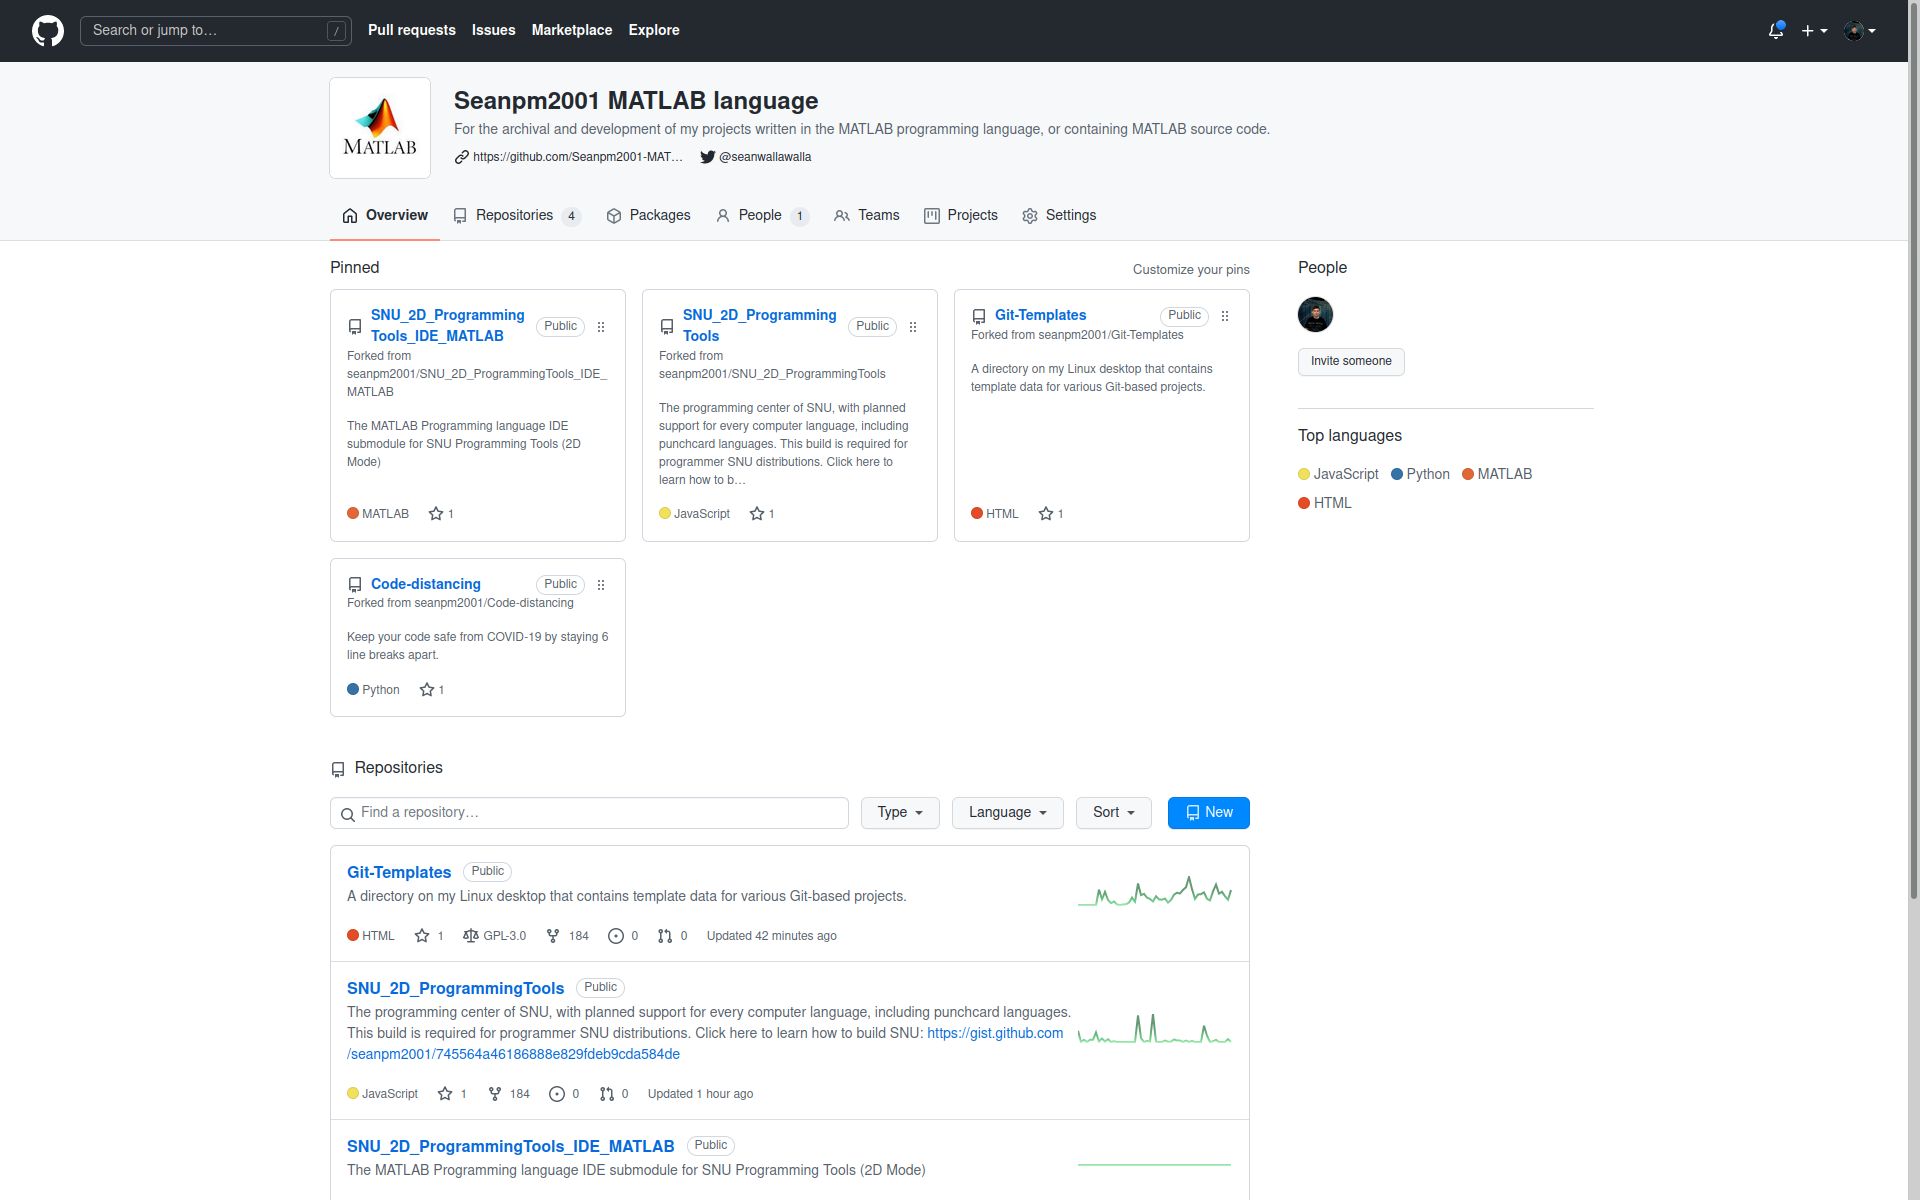 Search or jump to…
/
Pull requests
Issues
Marketplace
Explore
MATLAB
Seanpm2001 MATLAB language
For the archival and development of my projects written in the MATLAB programming language, or containing MATLAB source code.
https://github.com/Seanpm2001-MAT…
@seanwallawalla
Overview
Repositories 4
Packages
People 1
Teams
Projects
Settings
Pinned
Customize your pins
SNU_2D_Programming
Tools_IDE_MATLAB
Public
Forked from
seanpm2001/SNU_2D_ProgrammingTools_IDE_
MATLAB
The MATLAB Programming language IDE
submodule for SNU Programming Tools (2D
Mode)
MATLAB 1
SNU_2D_Programming
Tools
Public
Forked from
seanpm2001/SNU_2D_ProgrammingTools
The programming center of SNU, with planned
support for every computer language, including
punchcard languages. This build is required for
programmer SNU distributions. Click here to
learn how to b…
JavaScript 1
Git-Templates
Public
Forked from seanpm2001/Git-Templates
A directory on my Linux desktop that contains
template data for various Git-based projects.
HTML 1
Code-distancing
Public
Forked from seanpm2001/Code-distancing
Keep your code safe from COVID-19 by staying 6
line breaks apart.
Python 1
People
Invite someone
Top languages
JavaScript Python MATLAB
HTML
Repositories
Find a repository…
Type
Language
Sort
New
Git-Templates Public
A directory on my Linux desktop that contains template data for various Git-based projects.
HTML 1 GPL-3.0 184 0 0 Updated 42 minutes ago
SNU_2D_ProgrammingTools Public
The programming center of SNU, with planned support for every computer language, including punchcard languages.
This build is required for programmer SNU distributions. Click here to learn how to build SNU: https://gist.github.com
/seanpm2001/745564a46186888e829fdeb9cda584de
JavaScript 1 184 0 0 Updated 1 hour ago
SNU_2D_ProgrammingTools_IDE_MATLAB Public
The MATLAB Programming language IDE submodule for SNU Programming Tools (2D Mode)